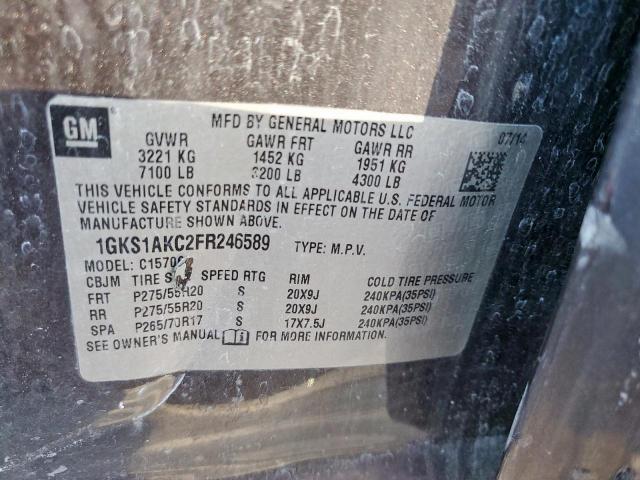 GM
MFD BY GENERAL MOTORS LLC 07/14
GVWR GAWR FRT GAWR RR
3221 KG 1452 KG 1951 KG
7100 LB 3200 LB 4300 LB
THIS VEHICLE CONFORMS TO ALL APPLICABLE U.S. FEDERAL MOTOR
VEHICLE SAFETY STANDARDS IN EFFECT ON THE DATE OF
MANUFACTURE SHOWN ABOVE.
1GKS1AKC2FR246589 TYPE: M.P.V.
MODEL:
CBJM TIRE SPEED RTG RIM COLD TIRE PRESSURE
FRT P275/55R20 S 20X9J 240KPA(35PSI)
RR P275/55R20 S 20X9J 240KPA(35PSI)
SPA P265/70R17 S 17X7.5J 240KPA(35PSI)
SEE OWNER'S MANUAL FOR MORE INFORMATION.